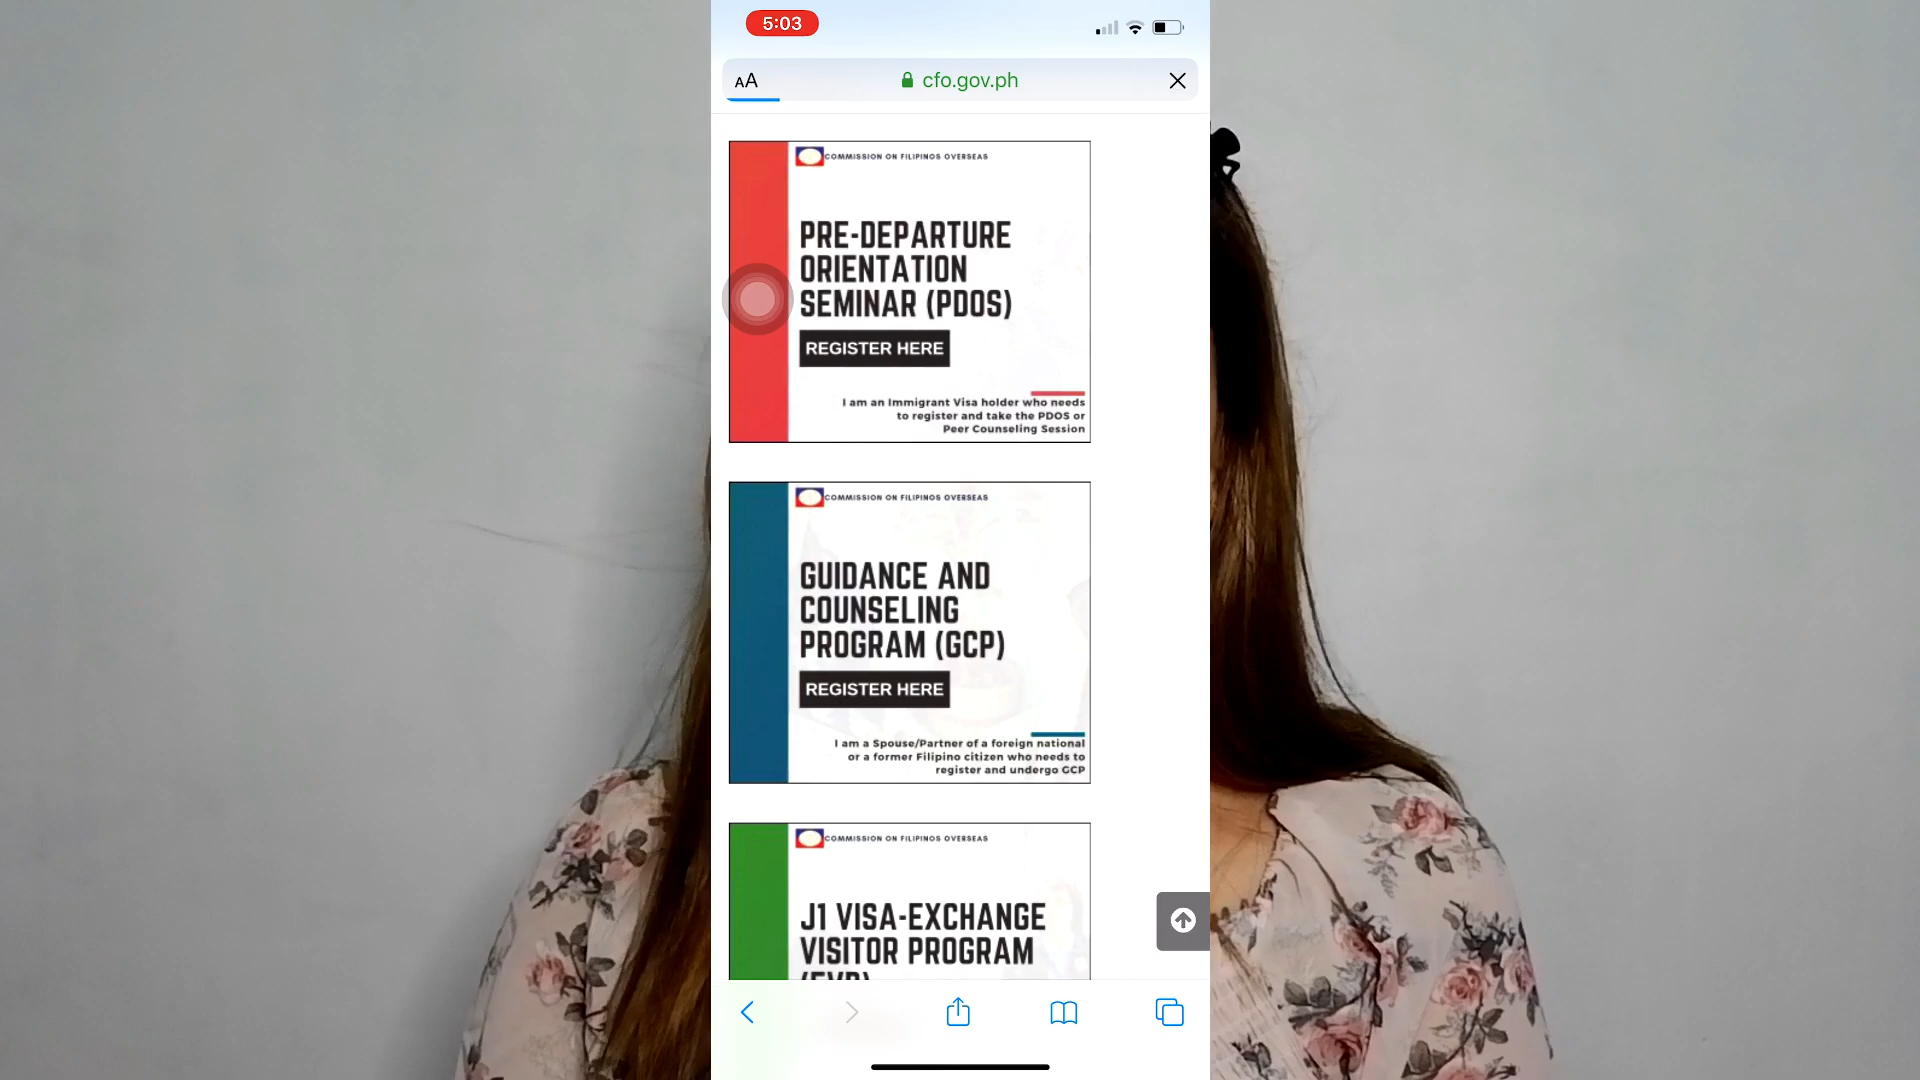 5:03
AA
cfo.gov.ph
COMMISSION ON FILIPINOS OVERSEAS
PRE-DEPARTURE
ORIENTATION
SEMINAR (PDOS)
REGISTER HERE
I am an Immigrant Visa holder who needs
to register and take the PDOS or
Peer Counseling Session
COMMISSION ON FILIPINOS OVERSEAS
GUIDANCE AND
COUNSELING
PROGRAM (GCP)
REGISTER HERE
I am a Spouse/Partner of a foreign national
or a former Filipino citizen who needs to
register and undergo GCP
COMMISSION ON FILIPINOS OVERSEAS
J1 VISA-EXCHANGE
VISITOR PROGRAM
(EVP)